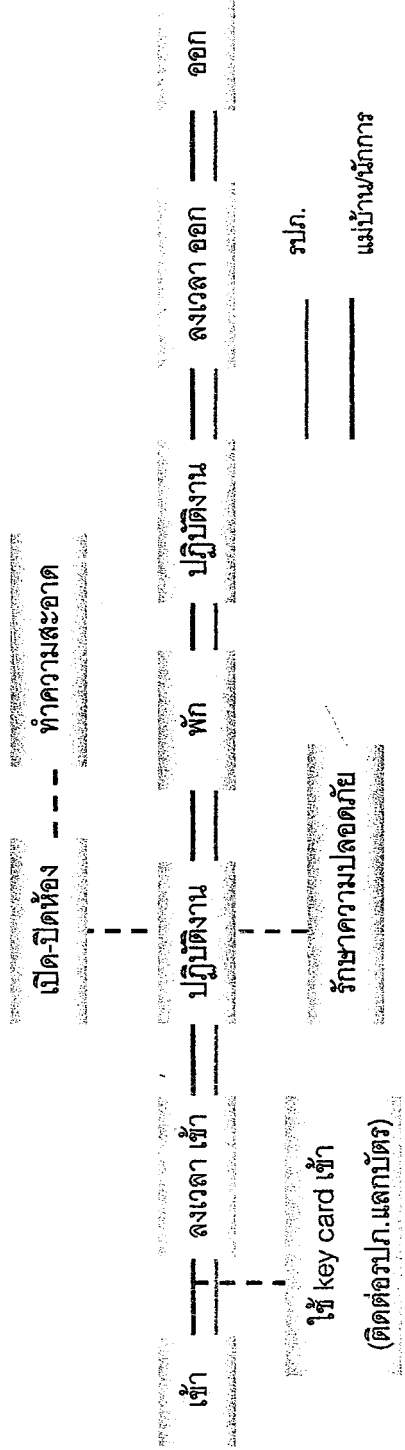 เปิด-ปิดห้อง
ทำความสะอาด
เข้า
ลงเวลา เข้า
ปฏิบัติงาน
พัก
ปฏิบัติงาน
ลงเวลา ออก
ออก
ใช้ key card เข้า
(ติดต่อรปภ.แลกบัตร)
รักษาความปลอดภัย
รปภ.
แม่บ้าน/นักการ